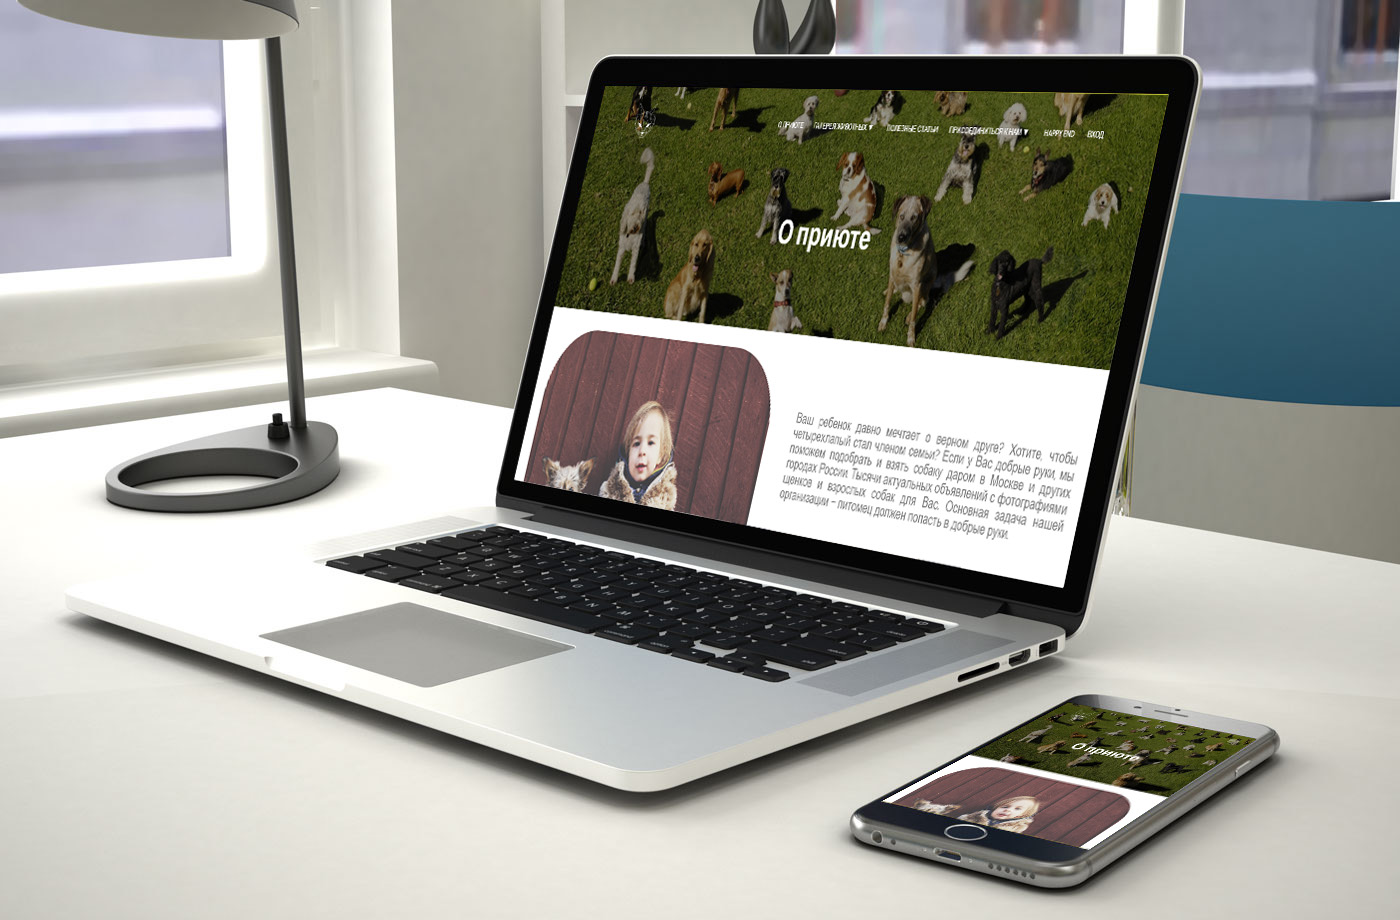 О ПРИЮТЕ ГАЛЕРЕЯ ЖИВОТНЫХ ▼ ПОЛЕЗНЫЕ СТАТЬИ ПРИСОЕДИНИТЬСЯ К НАМ ▼ HAPPY END ВХОД
О приюте
Ваш ребенок давно мечтает о верном друге? Хотите, чтобы
четырехлапый стал членом семьи? Если у Вас добрые руки, мы
поможем подобрать и взять собаку даром в Москве и других
городах России. Тысячи актуальных объявлений с фотографиями
щенков и взрослых собак для Вас. Основная задача нашей
организации – питомец должен попасть в добрые руки.
О приюте